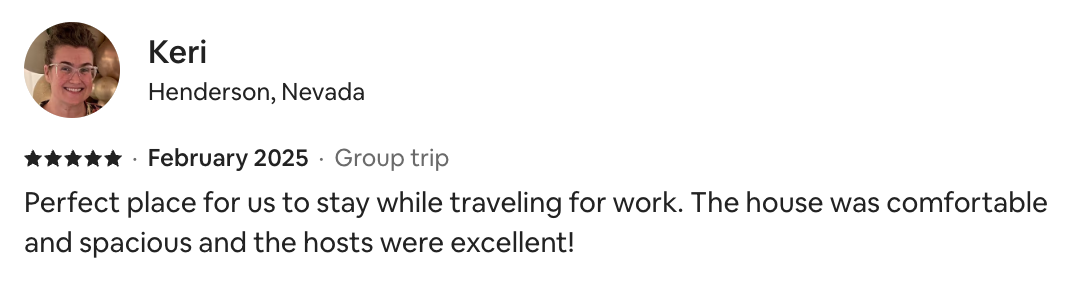 Keri
Henderson, Nevada
★★★★★ · February 2025 · Group trip
Perfect place for us to stay while traveling for work. The house was comfortable
and spacious and the hosts were excellent!